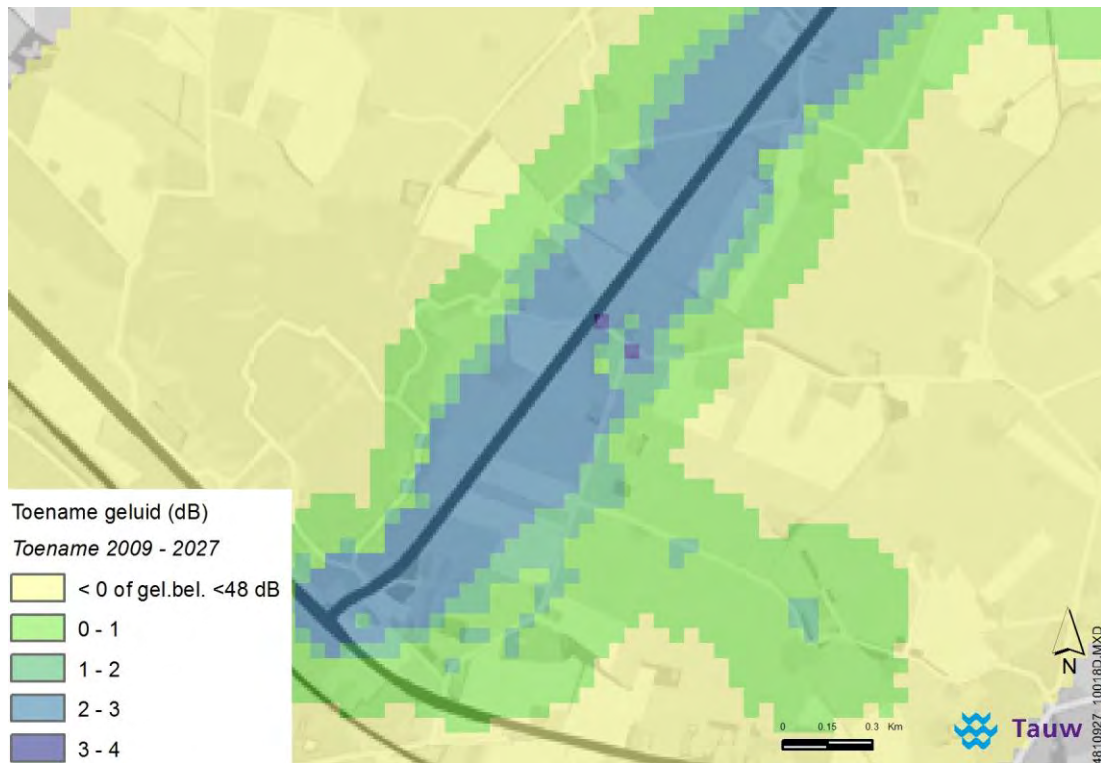 Toename geluid (dB)
Toename 2009 - 2027
< 0 of gel.bel. <48 dB
0 - 1
1 - 2
2 - 3
3 - 4
0 0.15 0.3 Km
N
Tauw
4810927_10018D.MXD